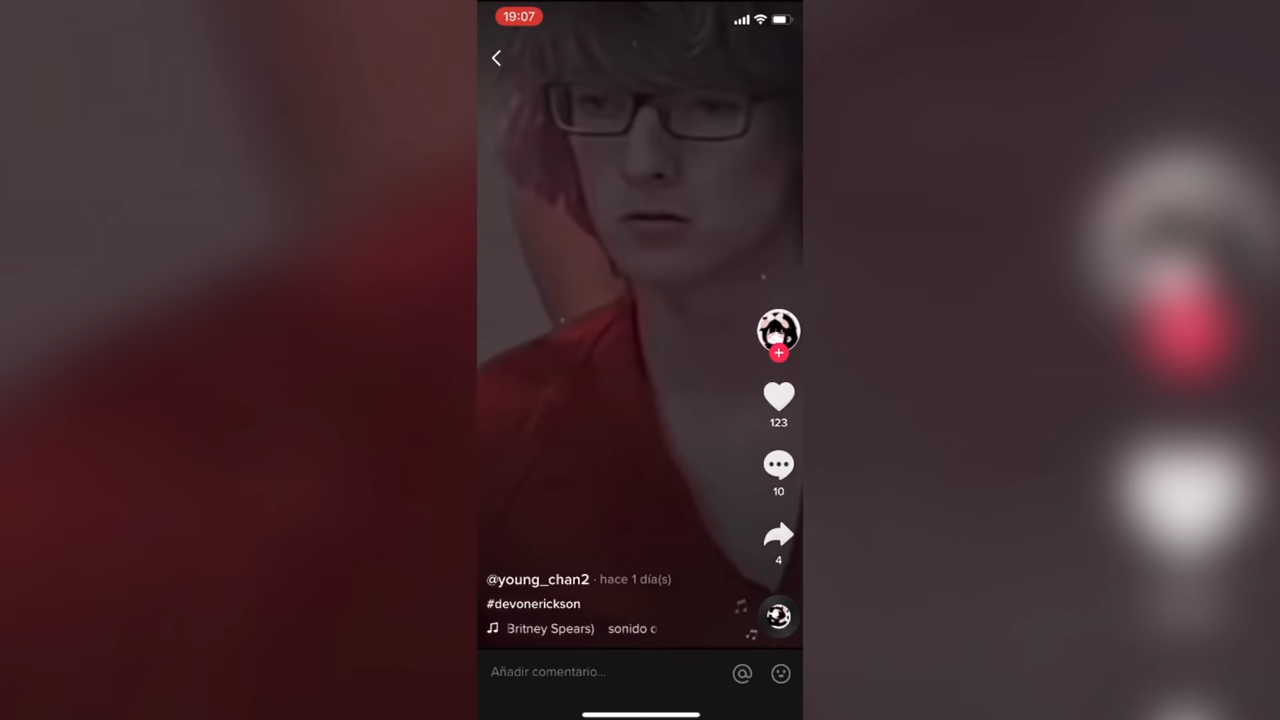 19:07
123
10
4
@young_chan2 · hace 1 día(s)
#devonerickson
Britney Spears) sonido o
Añadir comentario...